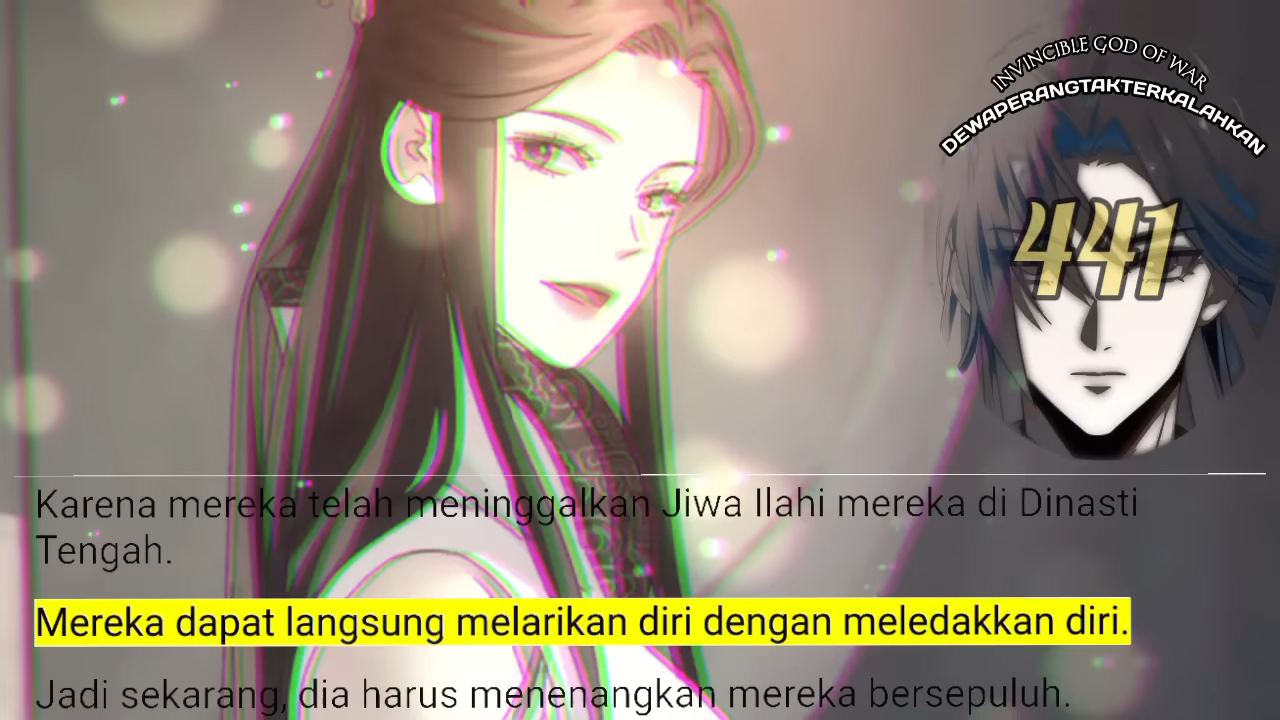 INVINCIBLE GOD OF WAR
DEWAPERANGTAKTERKALAHKAN
441
Karena mereka telah meninggalkan Jiwa Ilahi mereka di Dinasti
Tengah.
Mereka dapat langsung melarikan diri dengan meledakkan diri.
Jadi sekarang, dia harus menenangkan mereka bersepuluh.